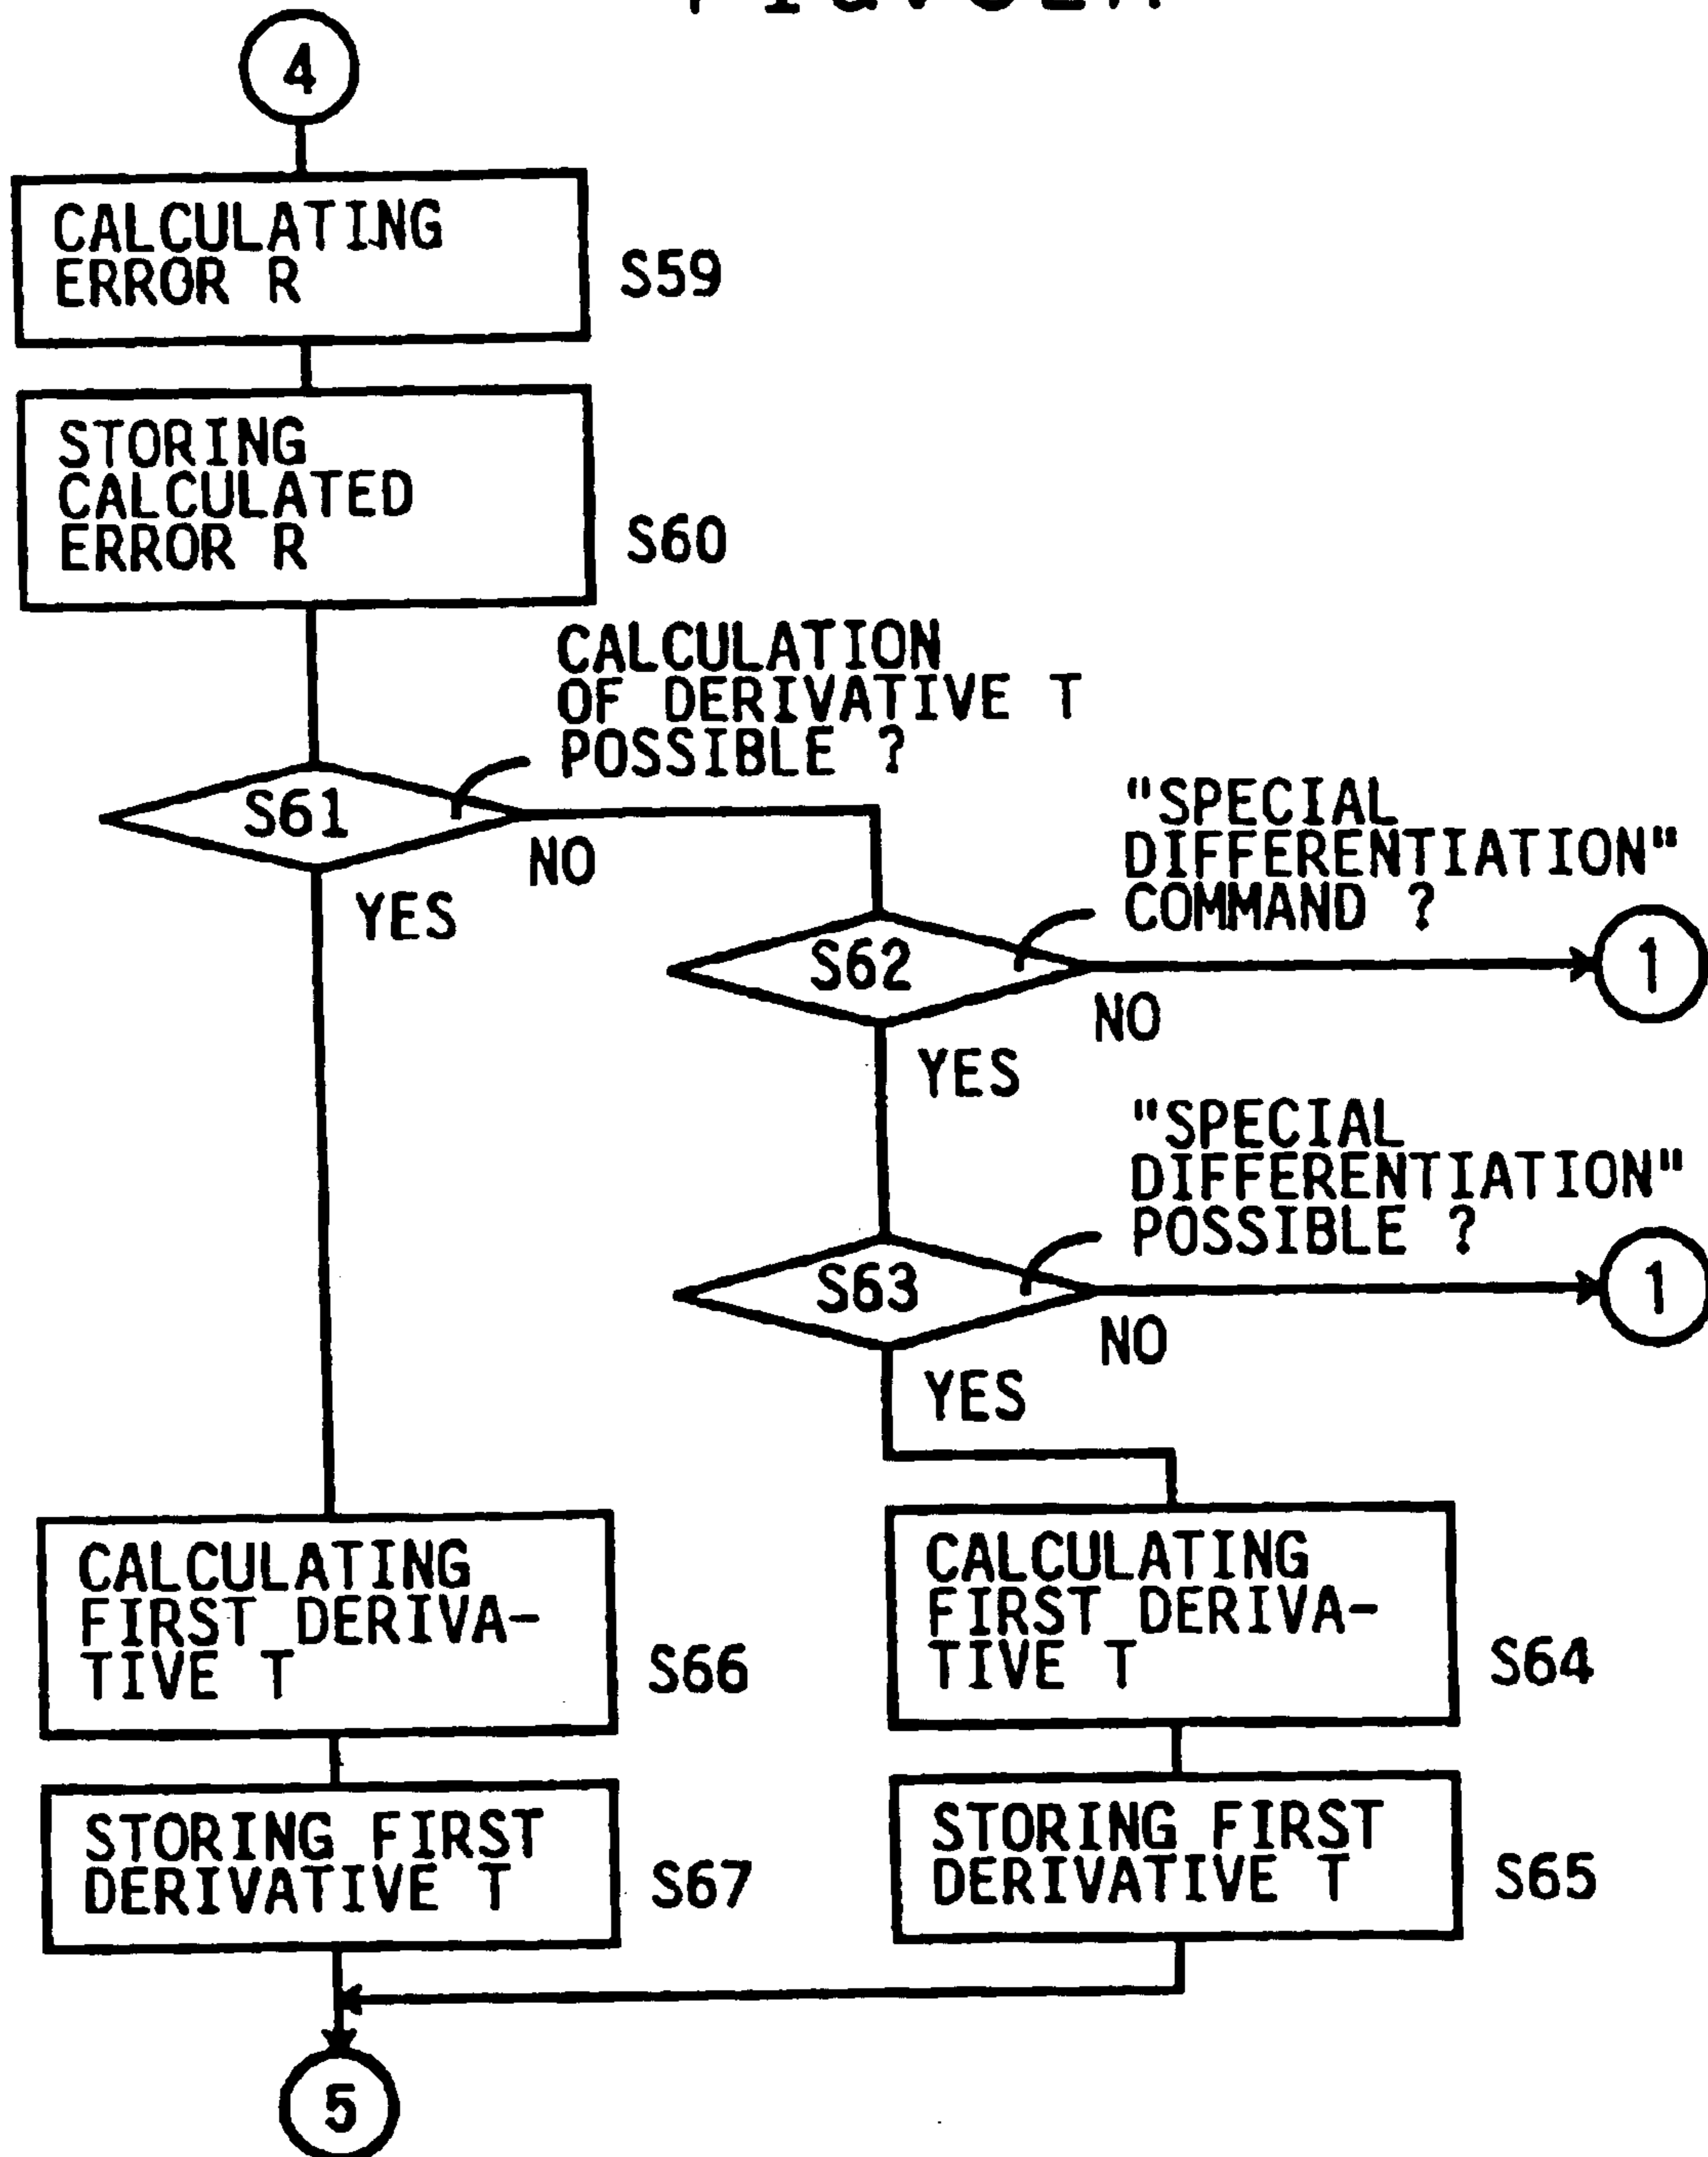 4
CALCULATING
ERROR R
S59
STORING
CALCULATED
ERROR R
S60
CALCULATION
OF DERIVATIVE T
POSSIBLE ?
S61
NO
YES
"SPECIAL
DIFFERENTIATION"
COMMAND ?
S62
1
NO
YES
"SPECIAL
DIFFERENTIATION"
POSSIBLE ?
S63
1
NO
YES
CALCULATING
FIRST DERIVA-
TIVE T
S66
CALCULATING
FIRST DERIVA-
TIVE T
S64
STORING FIRST
DERIVATIVE T
S67
STORING FIRST
DERIVATIVE T
S65
5